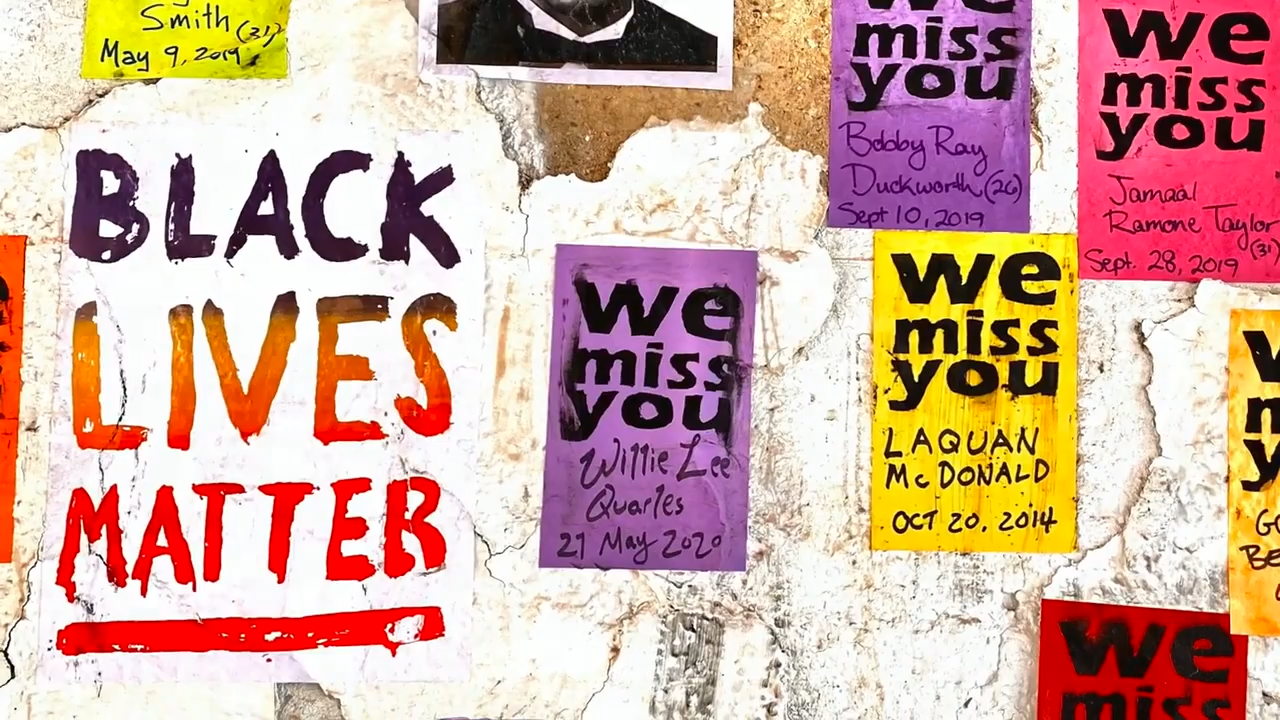 Smith (31)
May 9, 2019
BLACK
LIVES
MATTER
we
miss
you
Willie Lee
Quarles
21 May 2020
we
miss
you
Bobby Ray
Duckworth, (26)
Sept 10, 2019
we
miss
you
LAQUAN
McDONALD
OCT 20. 2014
we
miss
you
Jamaal
Ramone Taylor
(31)
Sept. 28, 2019
we
miss